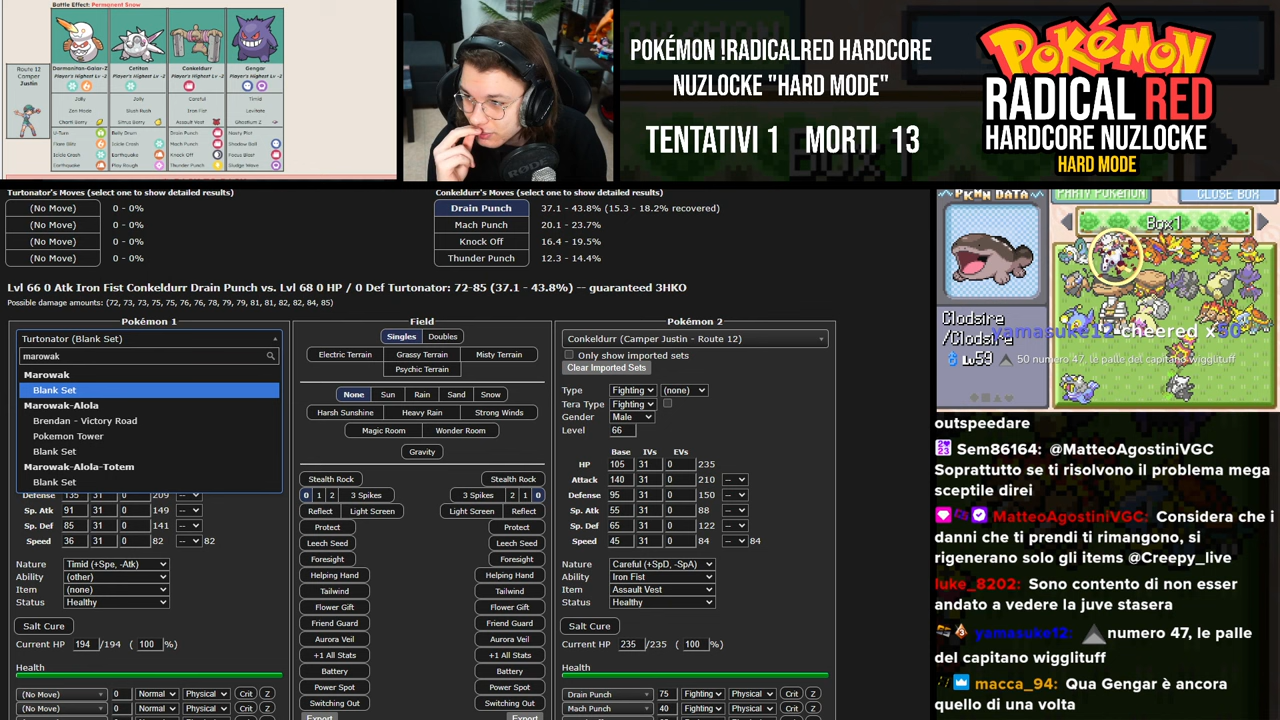 Battle Effect: Permanent Snow
Darmanitan-Galar-Z Cetitan Conkeldurr Gengar
Player's Highest Lv -2 Player's Highest Lv -2 Player's Highest Lv -2 Player's Highest Lv -2
Route 12
Camper
Justin
Jolly Jolly Careful Timid
Zen Mode Slush Rush Iron Fist Levitate
Charti Berry Sitrus Berry Assault Vest Ghostium Z
U-Turn Belly Drum Drain Punch Nasty Plot
Flare Blitz Icicle Crash Mach Punch Shadow Ball
Icicle Crash Earthquake Knock Off Focus Blast
Earthquake Play Rough Thunder Punch Sludge Wave
POKÉMON !RADICALRED HARDCORE
NUZLOCKE "HARD MODE"
TENTATIVI 1 MORTI 13
POKéMON
RADICAL RED
HARDCORE NUZLOCKE
HARD MODE
Turtonator's Moves (select one to show detailed results)
(No Move) 0 - 0%
(No Move) 0 - 0%
(No Move) 0 - 0%
(No Move) 0 - 0%
Conkeldurr's Moves (select one to show detailed results)
Drain Punch 37.1 - 43.8% (15.3 - 18.2% recovered)
Mach Punch 20.1 - 23.7%
Knock Off 16.4 - 19.5%
Thunder Punch 12.3 - 14.4%
Lvl 66 0 Atk Iron Fist Conkeldurr Drain Punch vs. Lvl 68 0 HP / 0 Def Turtonator: 72-85 (37.1 - 43.8%) -- guaranteed 3HKO
Possible damage amounts: (72, 73, 73, 75, 75, 76, 76, 78, 79, 79, 81, 81, 82, 82, 84, 85)
Pokémon 1
Turtonator (Blank Set)
marowak
Marowak
Blank Set
Marowak-Alola
Brendan - Victory Road
Pokemon Tower
Blank Set
Marowak-Alola-Totem
Blank Set
Defense 135 31 0 209 --
Sp. Atk 91 31 0 149 --
Sp. Def 85 31 0 141 --
Speed 36 31 0 82 -- 82
Nature Timid (+Spe, -Atk)
Ability (other)
Item (none)
Status Healthy
Salt Cure
Current HP 194 /194 ( 100 %)
Health
(No Move) 0 Normal Physical Crit Z
(No Move) 0 Normal Physical Crit Z
Field
Singles Doubles
Electric Terrain Grassy Terrain Misty Terrain
Psychic Terrain
None Sun Rain Sand Snow
Harsh Sunshine Heavy Rain Strong Winds
Magic Room Wonder Room
Gravity
Stealth Rock Stealth Rock
0 1 2 3 Spikes 3 Spikes 2 1 0
Reflect Light Screen Light Screen Reflect
Protect Protect
Leech Seed Leech Seed
Foresight Foresight
Helping Hand Helping Hand
Tailwind Tailwind
Flower Gift Flower Gift
Friend Guard Friend Guard
Aurora Veil Aurora Veil
+1 All Stats +1 All Stats
Battery Battery
Power Spot Power Spot
Switching Out Switching Out
Export Export
Pokémon 2
Conkeldurr (Camper Justin - Route 12)
Only show imported sets
Clear Imported Sets
Type Fighting (none)
Tera Type Fighting
Gender Male
Level 66
Base IVs EVs
HP 105 31 0 235
Attack 140 31 0 210 --
Defense 95 31 0 150 --
Sp. Atk 55 31 0 88 --
Sp. Def 65 31 0 122 --
Speed 45 31 0 84 -- 84
Nature Careful (+SpD, -SpA)
Ability Iron Fist
Item Assault Vest
Status Healthy
Salt Cure
Current HP 235 /235 ( 100 %)
Health
Drain Punch 75 Fighting Physical Crit Z
Mach Punch 40 Fighting Physical Crit Z
PKMN DATA
PARTY POKéMON
CLOSE BOX
Box1
Clodsire
/Clodsire
Lv59
yamasuke12 cheered x50
50 numero 47, le palle del capitano wigglituff
outspeedare
Sem86164: @MatteoAgostiniVGC
Soprattutto se ti risolvono il problema mega
sceptile direi
MatteoAgostiniVGC: Considera che i
danni che ti prendi ti rimangono, si
rigenerano solo gli items @Creepy_live
luke_8202: Sono contento di non esser
andato a vedere la juve stasera
yamasuke12: numero 47, le palle
del capitano wigglituff
macca_94: Qua Gengar è ancora
quello di una volta